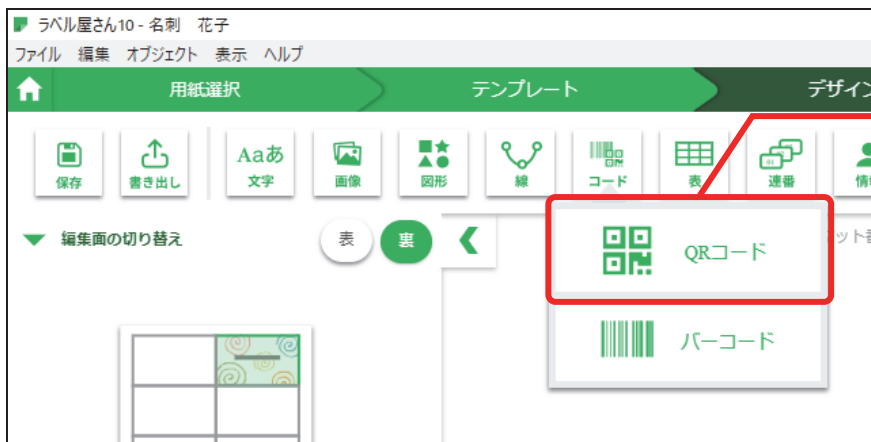 ラベル屋さん10 - 名刺　花子
ファイル 編集 オブジェクト 表示 ヘルプ
用紙選択 テンプレート デザイン
Aaあ
保存 書き出し 文字 画像 図形 線 コード 表 連番 情報
編集面の切り替え 表 裏
QRコード
バーコード